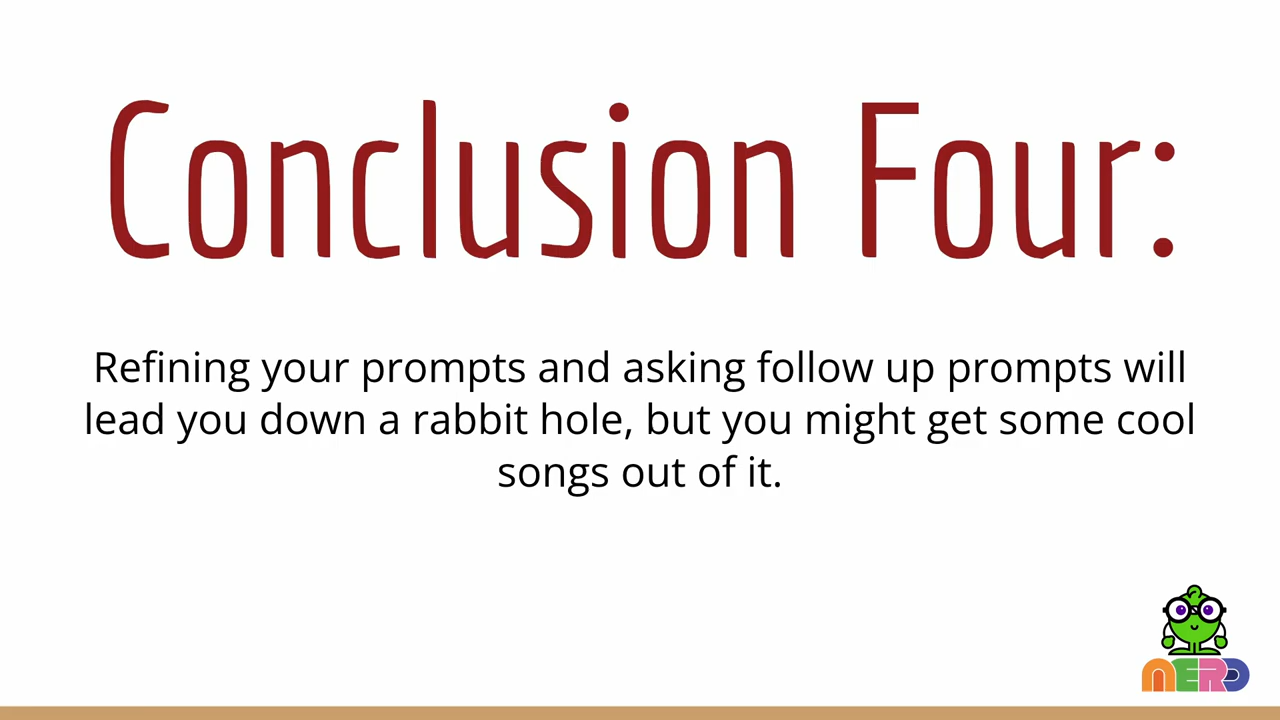 Conclusion Four:
Refining your prompts and asking follow up prompts will
lead you down a rabbit hole, but you might get some cool
songs out of it.
NERD